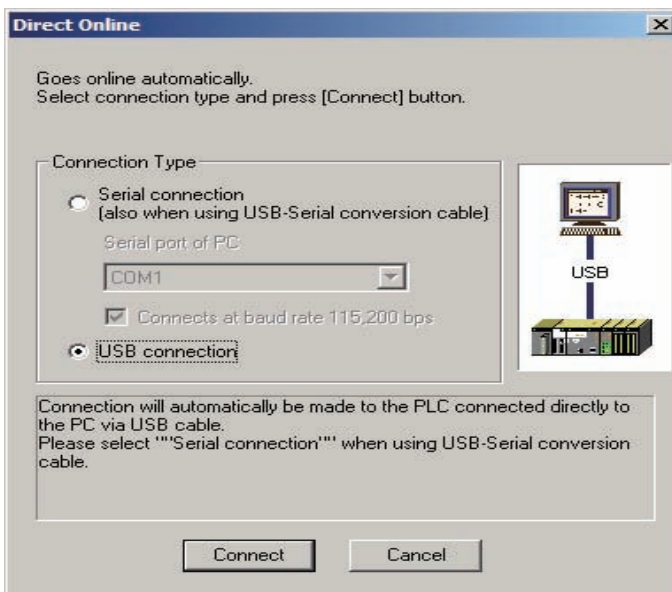 Direct Online
Goes online automatically.
Select connection type and press [Connect] button.
Connection Type
Serial connection
(also when using USB-Serial conversion cable)
Serial port of PC
COM1
Connects at baud rate 115,200 bps
USB connection
USB
Connection will automatically be made to the PLC connected directly to
the PC via USB cable.
Please select ""Serial connection"" when using USB-Serial conversion
cable.
Connect
Cancel